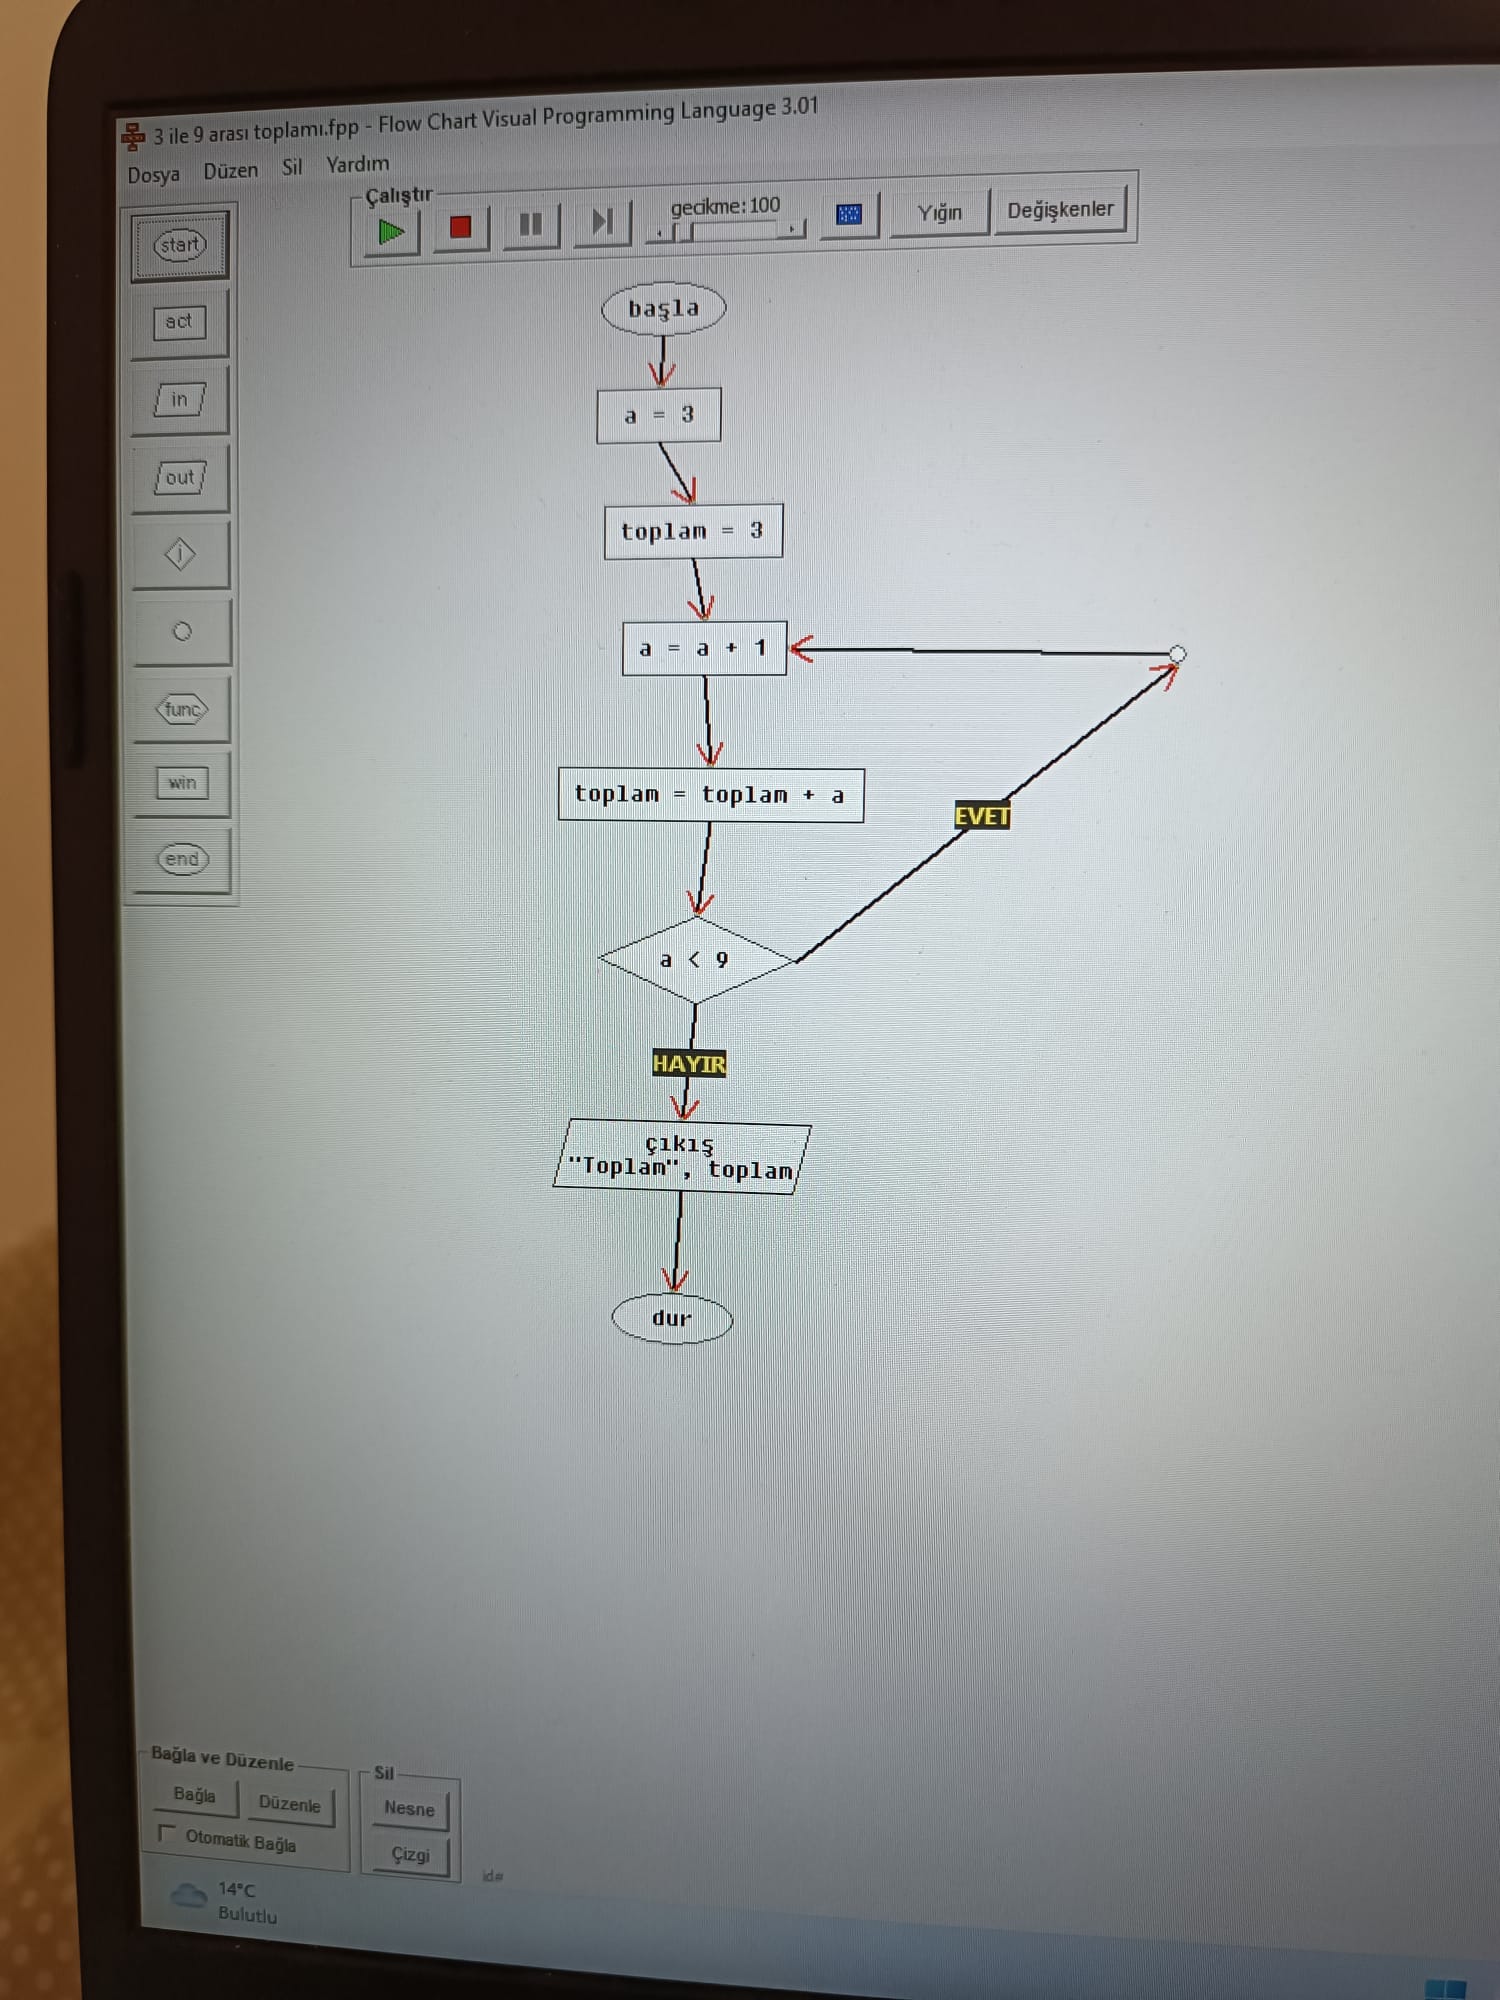 3 ile 9 arası toplamı.fpp - Flow Chart Visual Programming Language 3.01
Dosya Düzen Sil Yardım
Çalıştır
gecikme:100
Yığın
Değişkenler
start
act
in
out
i
func
win
end
başla
a = 3
toplam = 3
a = a + 1
toplam = toplam + a
EVET
a < 9
HAYIR
çıkış
"Toplam", toplam
dur
Bağla ve Düzenle
Bağla
Düzenle
Otomatik Bağla
Sil
Nesne
Çizgi
id#
14°C
Bulutlu